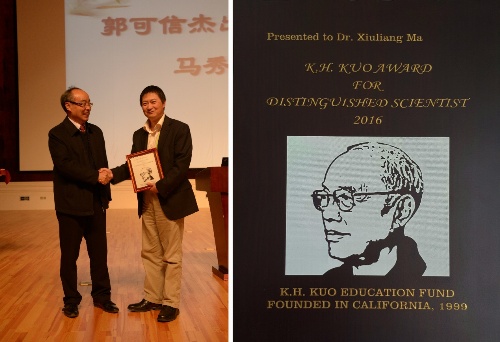 郭可信杰出
马秀
Presented to Dr. Xiuliang Ma
K.H. KUO AWARD
FOR
DISTINGUISHED SCIENTIST
2016
K.H. KUO EDUCATION FUND
FOUNDED IN CALIFORNIA, 1999